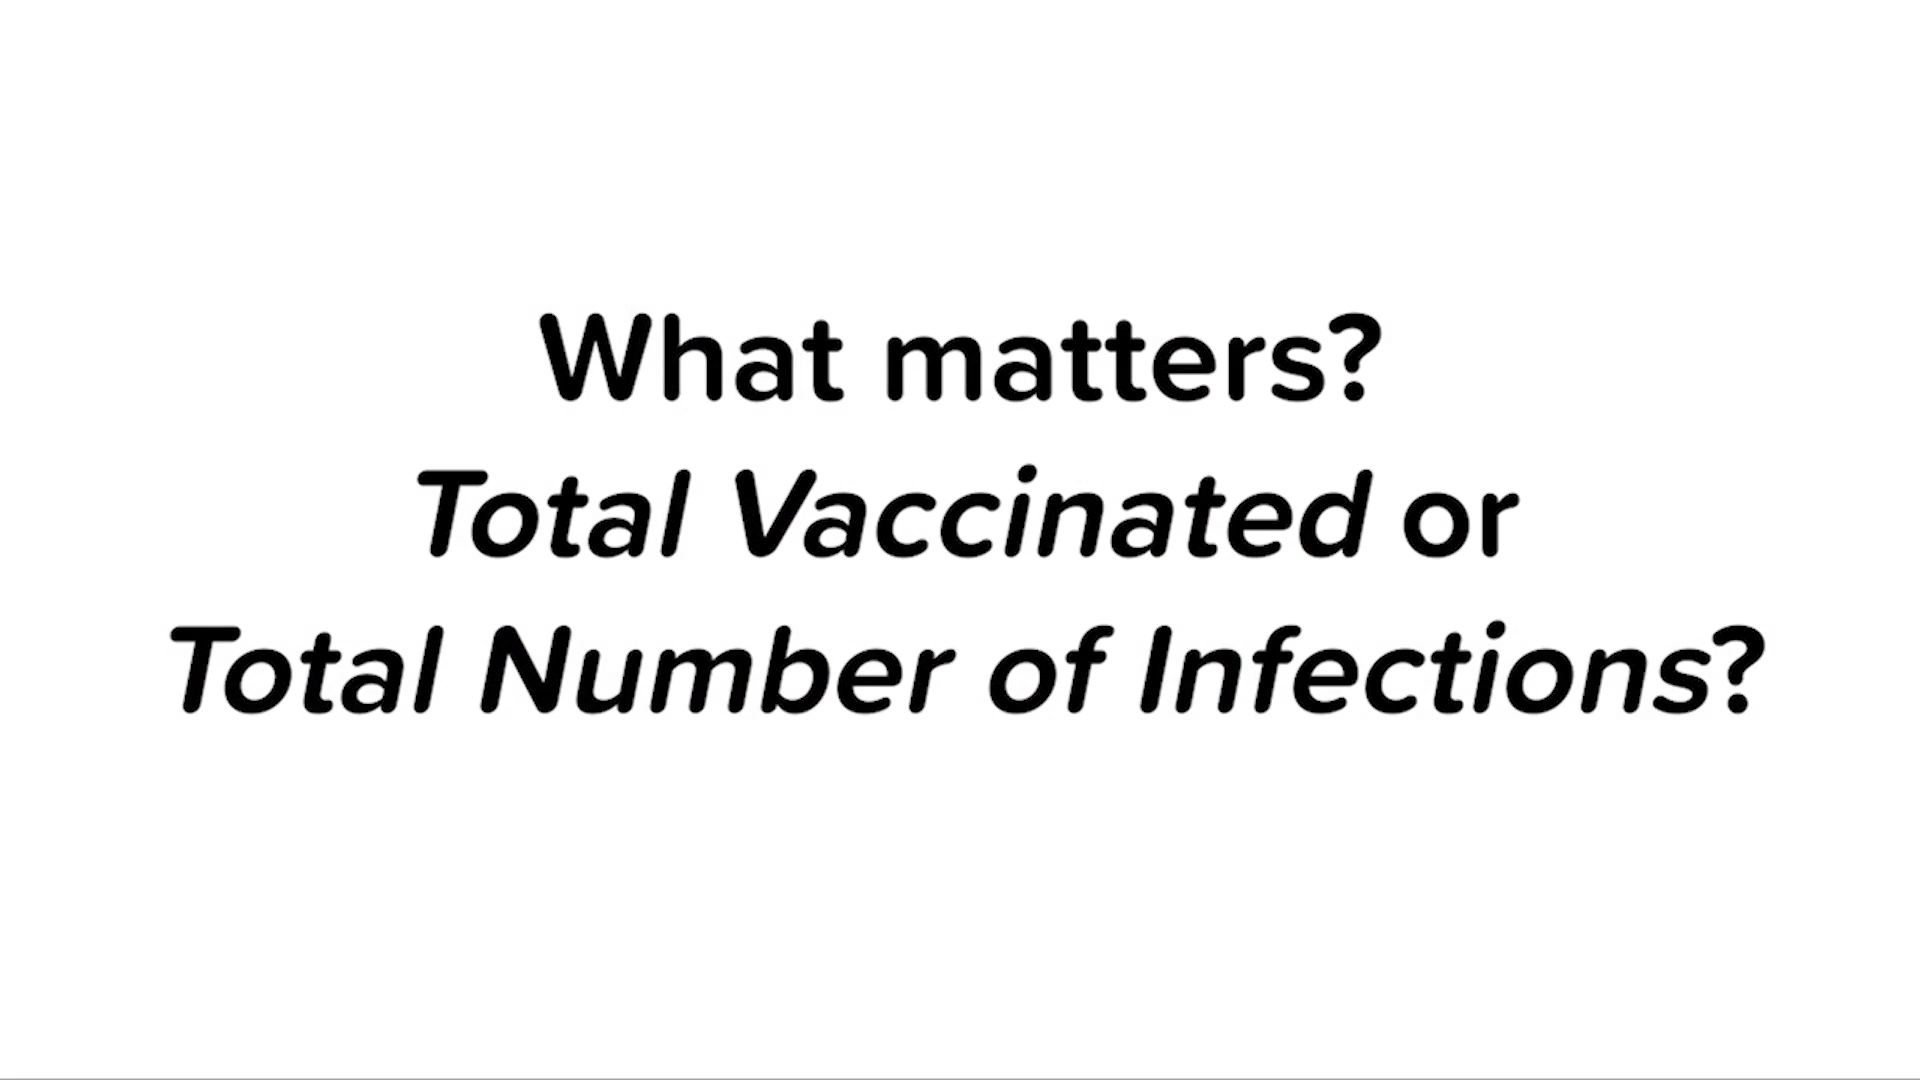 What matters?
Total Vaccinated or
Total Number of Infections?